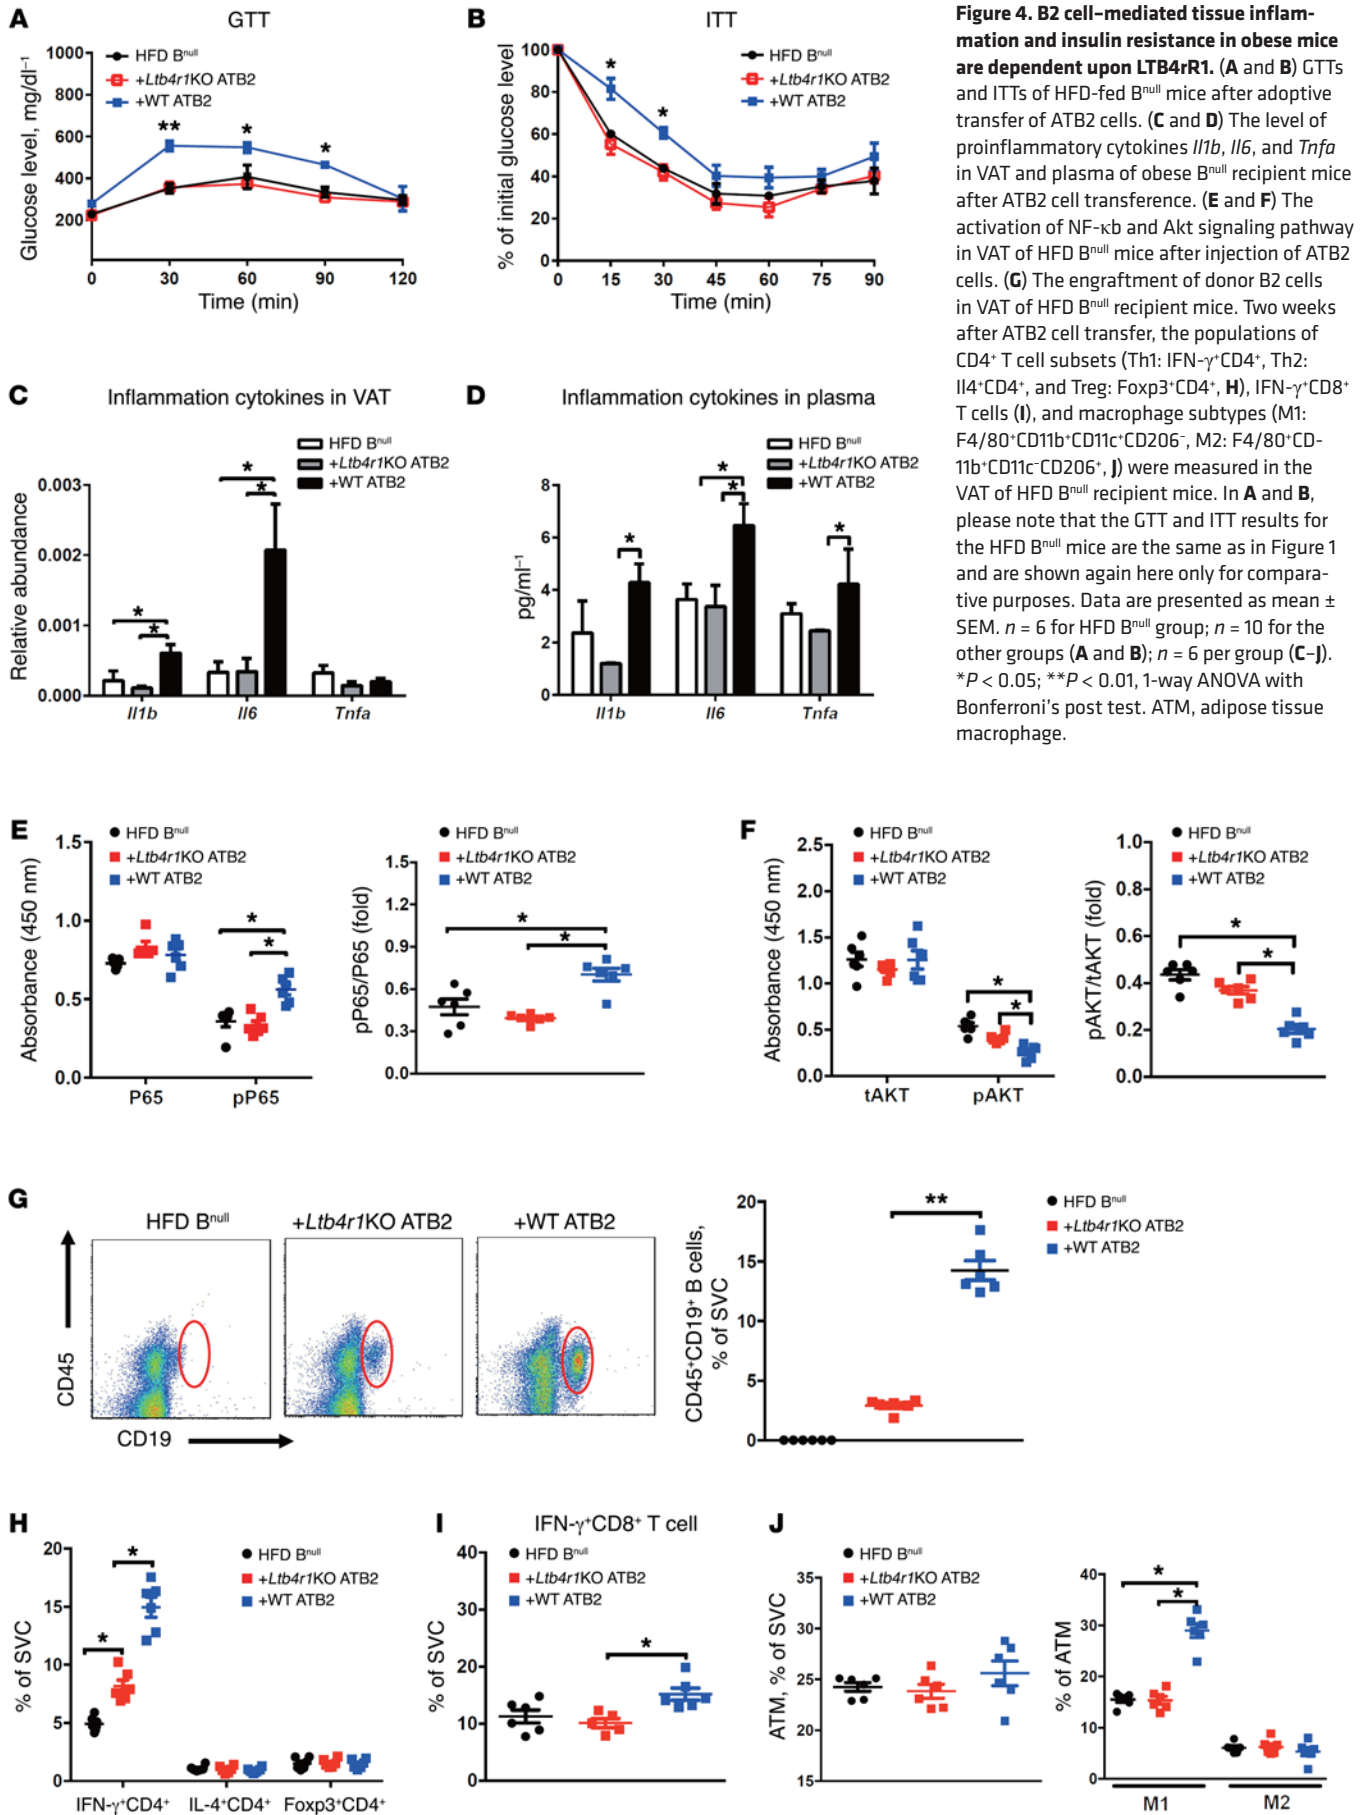 A
GTT
HFD Bnull
+Ltb4r1KO ATB2
+WT ATB2
Glucose level, mg/dl–1
1000
800
600
400
200
** * *
0 30 60 90 120
Time (min)
B
ITT
HFD Bnull
+Ltb4r1KO ATB2
+WT ATB2
% of initial glucose level
100
80
60
40
20
0
* *
0 15 30 45 60 75 90
Time (min)
Figure 4. B2 cell–mediated tissue inflam-
mation and insulin resistance in obese mice
are dependent upon LTB4rR1. (A and B) GTTs
and ITTs of HFD-fed Bnull mice after adoptive
transfer of ATB2 cells. (C and D) The level of
proinflammatory cytokines Il1b, Il6, and Tnfa
in VAT and plasma of obese Bnull recipient mice
after ATB2 cell transference. (E and F) The
activation of NF-κb and Akt signaling pathway
in VAT of HFD Bnull mice after injection of ATB2
cells. (G) The engraftment of donor B2 cells
in VAT of HFD Bnull recipient mice. Two weeks
after ATB2 cell transfer, the populations of
CD4+ T cell subsets (Th1: IFN-γ+CD4+, Th2:
Il4+CD4+, and Treg: Foxp3+CD4+, H), IFN-γ+CD8+
T cells (I), and macrophage subtypes (M1:
F4/80+CD11b+CD11c+CD206–, M2: F4/80+CD-
11b+CD11c–CD206+, J) were measured in the
VAT of HFD Bnull recipient mice. In A and B,
please note that the GTT and ITT results for
the HFD Bnull mice are the same as in Figure 1
and are shown again here only for compara-
tive purposes. Data are presented as mean ±
SEM. n = 6 for HFD Bnull group; n = 10 for the
other groups (A and B); n = 6 per group (C–J).
*P < 0.05; **P < 0.01, 1-way ANOVA with
Bonferroni's post test. ATM, adipose tissue
macrophage.
C
Inflammation cytokines in VAT
HFD Bnull
+Ltb4r1KO ATB2
+WT ATB2
Relative abundance
0.003
0.002
0.001
0.000
* * * *
Il1b Il6 Tnfa
D
Inflammation cytokines in plasma
HFD Bnull
+Ltb4r1KO ATB2
+WT ATB2
pg/ml–1
8
6
4
2
0
* * * *
Il1b Il6 Tnfa
E
HFD Bnull
+Ltb4r1KO ATB2
+WT ATB2
Absorbance (450 nm)
1.5
1.0
0.5
0.0
* *
P65 pP65
HFD Bnull
+Ltb4r1KO ATB2
+WT ATB2
pP65/P65 (fold)
1.5
1.2
0.9
0.6
0.3
0.0
* *
F
HFD Bnull
+Ltb4r1KO ATB2
+WT ATB2
Absorbance (450 nm)
2.5
2.0
1.5
1.0
0.5
0.0
* *
tAKT pAKT
HFD Bnull
+Ltb4r1KO ATB2
+WT ATB2
pAKT/tAKT (fold)
1.0
0.8
0.6
0.4
0.2
0.0
* *
G
HFD Bnull
+Ltb4r1KO ATB2
+WT ATB2
CD45
CD19
CD45+CD19+ B cells,
% of SVC
20
15
10
5
0
**
HFD Bnull
+Ltb4r1KO ATB2
+WT ATB2
H
HFD Bnull
+Ltb4r1KO ATB2
+WT ATB2
% of SVC
20
15
10
5
0
* *
IFN-γ+CD4+ IL-4+CD4+ Foxp3+CD4+
I
IFN-γ+CD8+ T cell
HFD Bnull
+Ltb4r1KO ATB2
+WT ATB2
% of SVC
40
30
20
10
0
*
J
HFD Bnull
+Ltb4r1KO ATB2
+WT ATB2
ATM, % of SVC
35
30
25
20
15
% of ATM
40
30
20
10
0
* *
M1 M2